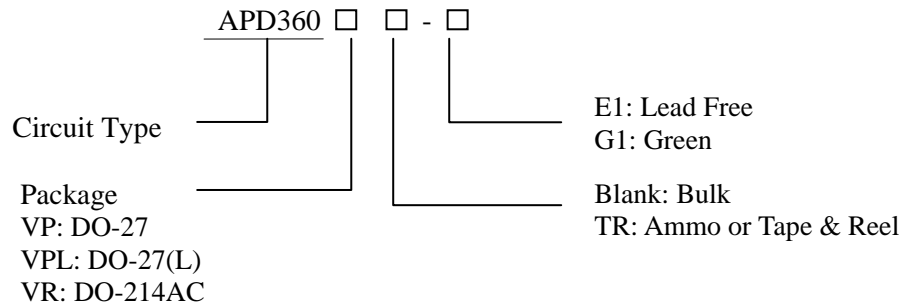 APD360 □ □ - □
Circuit Type
Package
VP: DO-27
VPL: DO-27(L)
VR: DO-214AC
E1: Lead Free
G1: Green
Blank: Bulk
TR: Ammo or Tape & Reel